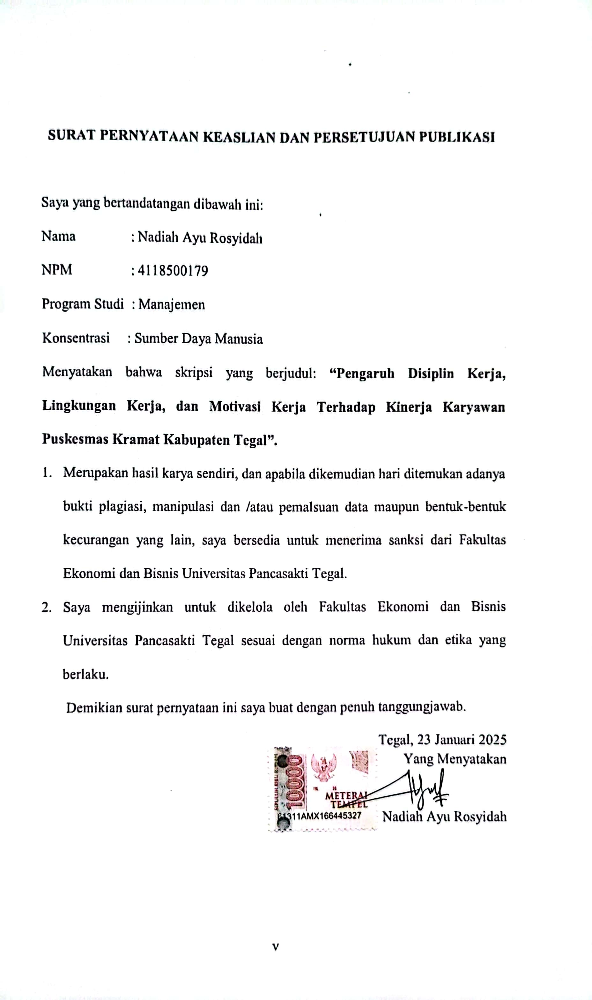 SURAT PERNYATAAN KEASLIAN DAN PERSETUJUAN PUBLIKASI
Saya yang bertandatangan dibawah ini:
Nama : Nadiah Ayu Rosyidah
NPM : 4118500179
Program Studi : Manajemen
Konsentrasi : Sumber Daya Manusia
Menyatakan bahwa skripsi yang berjudul: “Pengaruh Disiplin Kerja,
Lingkungan Kerja, dan Motivasi Kerja Terhadap Kinerja Karyawan
Puskesmas Kramat Kabupaten Tegal”.
1. Merupakan hasil karya sendiri, dan apabila dikemudian hari ditemukan adanya
bukti plagiasi, manipulasi dan /atau pemalsuan data maupun bentuk-bentuk
kecurangan yang lain, saya bersedia untuk menerima sanksi dari Fakultas
Ekonomi dan Bisnis Universitas Pancasakti Tegal.
2. Saya mengijinkan untuk dikelola oleh Fakultas Ekonomi dan Bisnis
Universitas Pancasakti Tegal sesuai dengan norma hukum dan etika yang
berlaku.
Demikian surat pernyataan ini saya buat dengan penuh tanggungjawab.
Tegal, 23 Januari 2025
Yang Menyatakan
SEPULUH RIBU RUPIAH
10000
METERAI
TEMPEL
61311AMX166445327
Nadiah Ayu Rosyidah
v